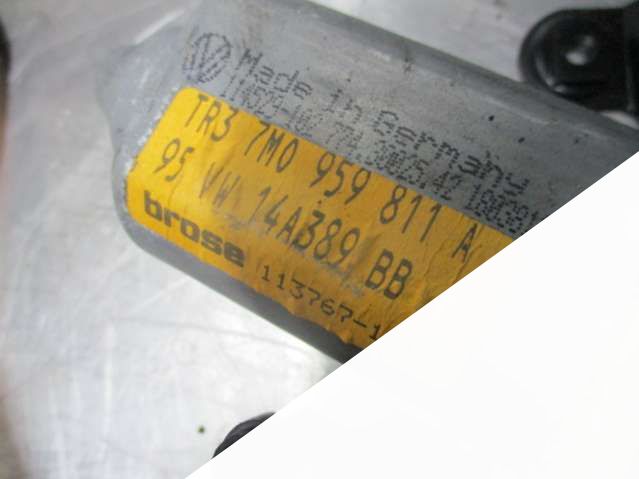 Made in Germany
TR3 7M0 959 811 A
95 VW 14A389 BB
brose
113767-1